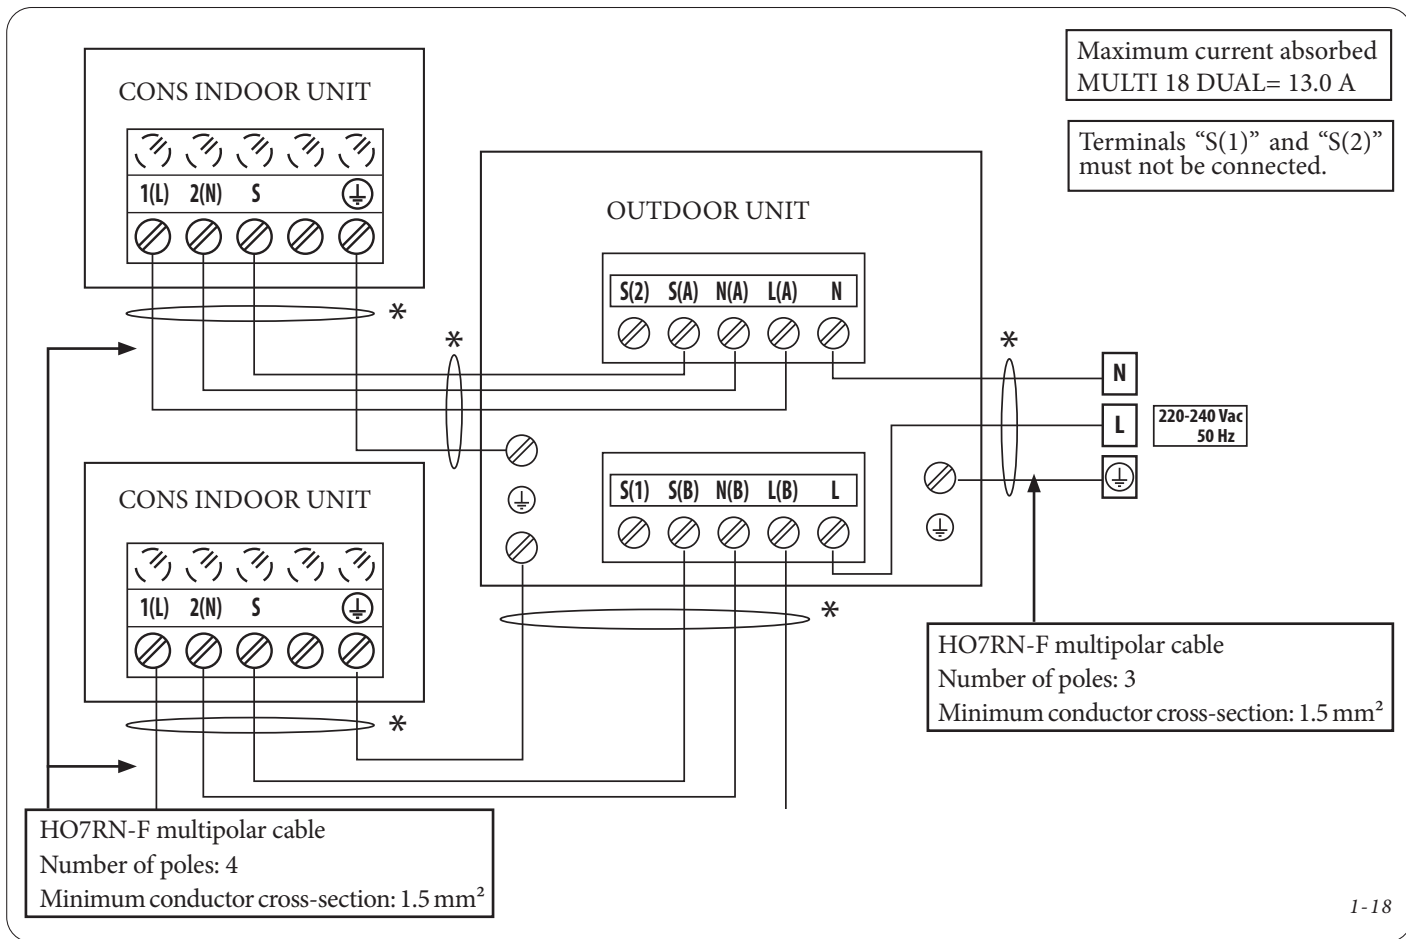 CONS INDOOR UNIT
1(L) 2(N) S
*
Maximum current absorbed
MULTI 18 DUAL= 13.0 A
Terminals “S(1)” and “S(2)”
must not be connected.
OUTDOOR UNIT
S(2) S(A) N(A) L(A) N
*
*
N
L
220-240 Vac
50 Hz
CONS INDOOR UNIT
1(L) 2(N) S
*
S(1) S(B) N(B) L(B) L
*
HO7RN-F multipolar cable
Number of poles: 3
Minimum conductor cross-section: 1.5 mm²
HO7RN-F multipolar cable
Number of poles: 4
Minimum conductor cross-section: 1.5 mm²
1-18